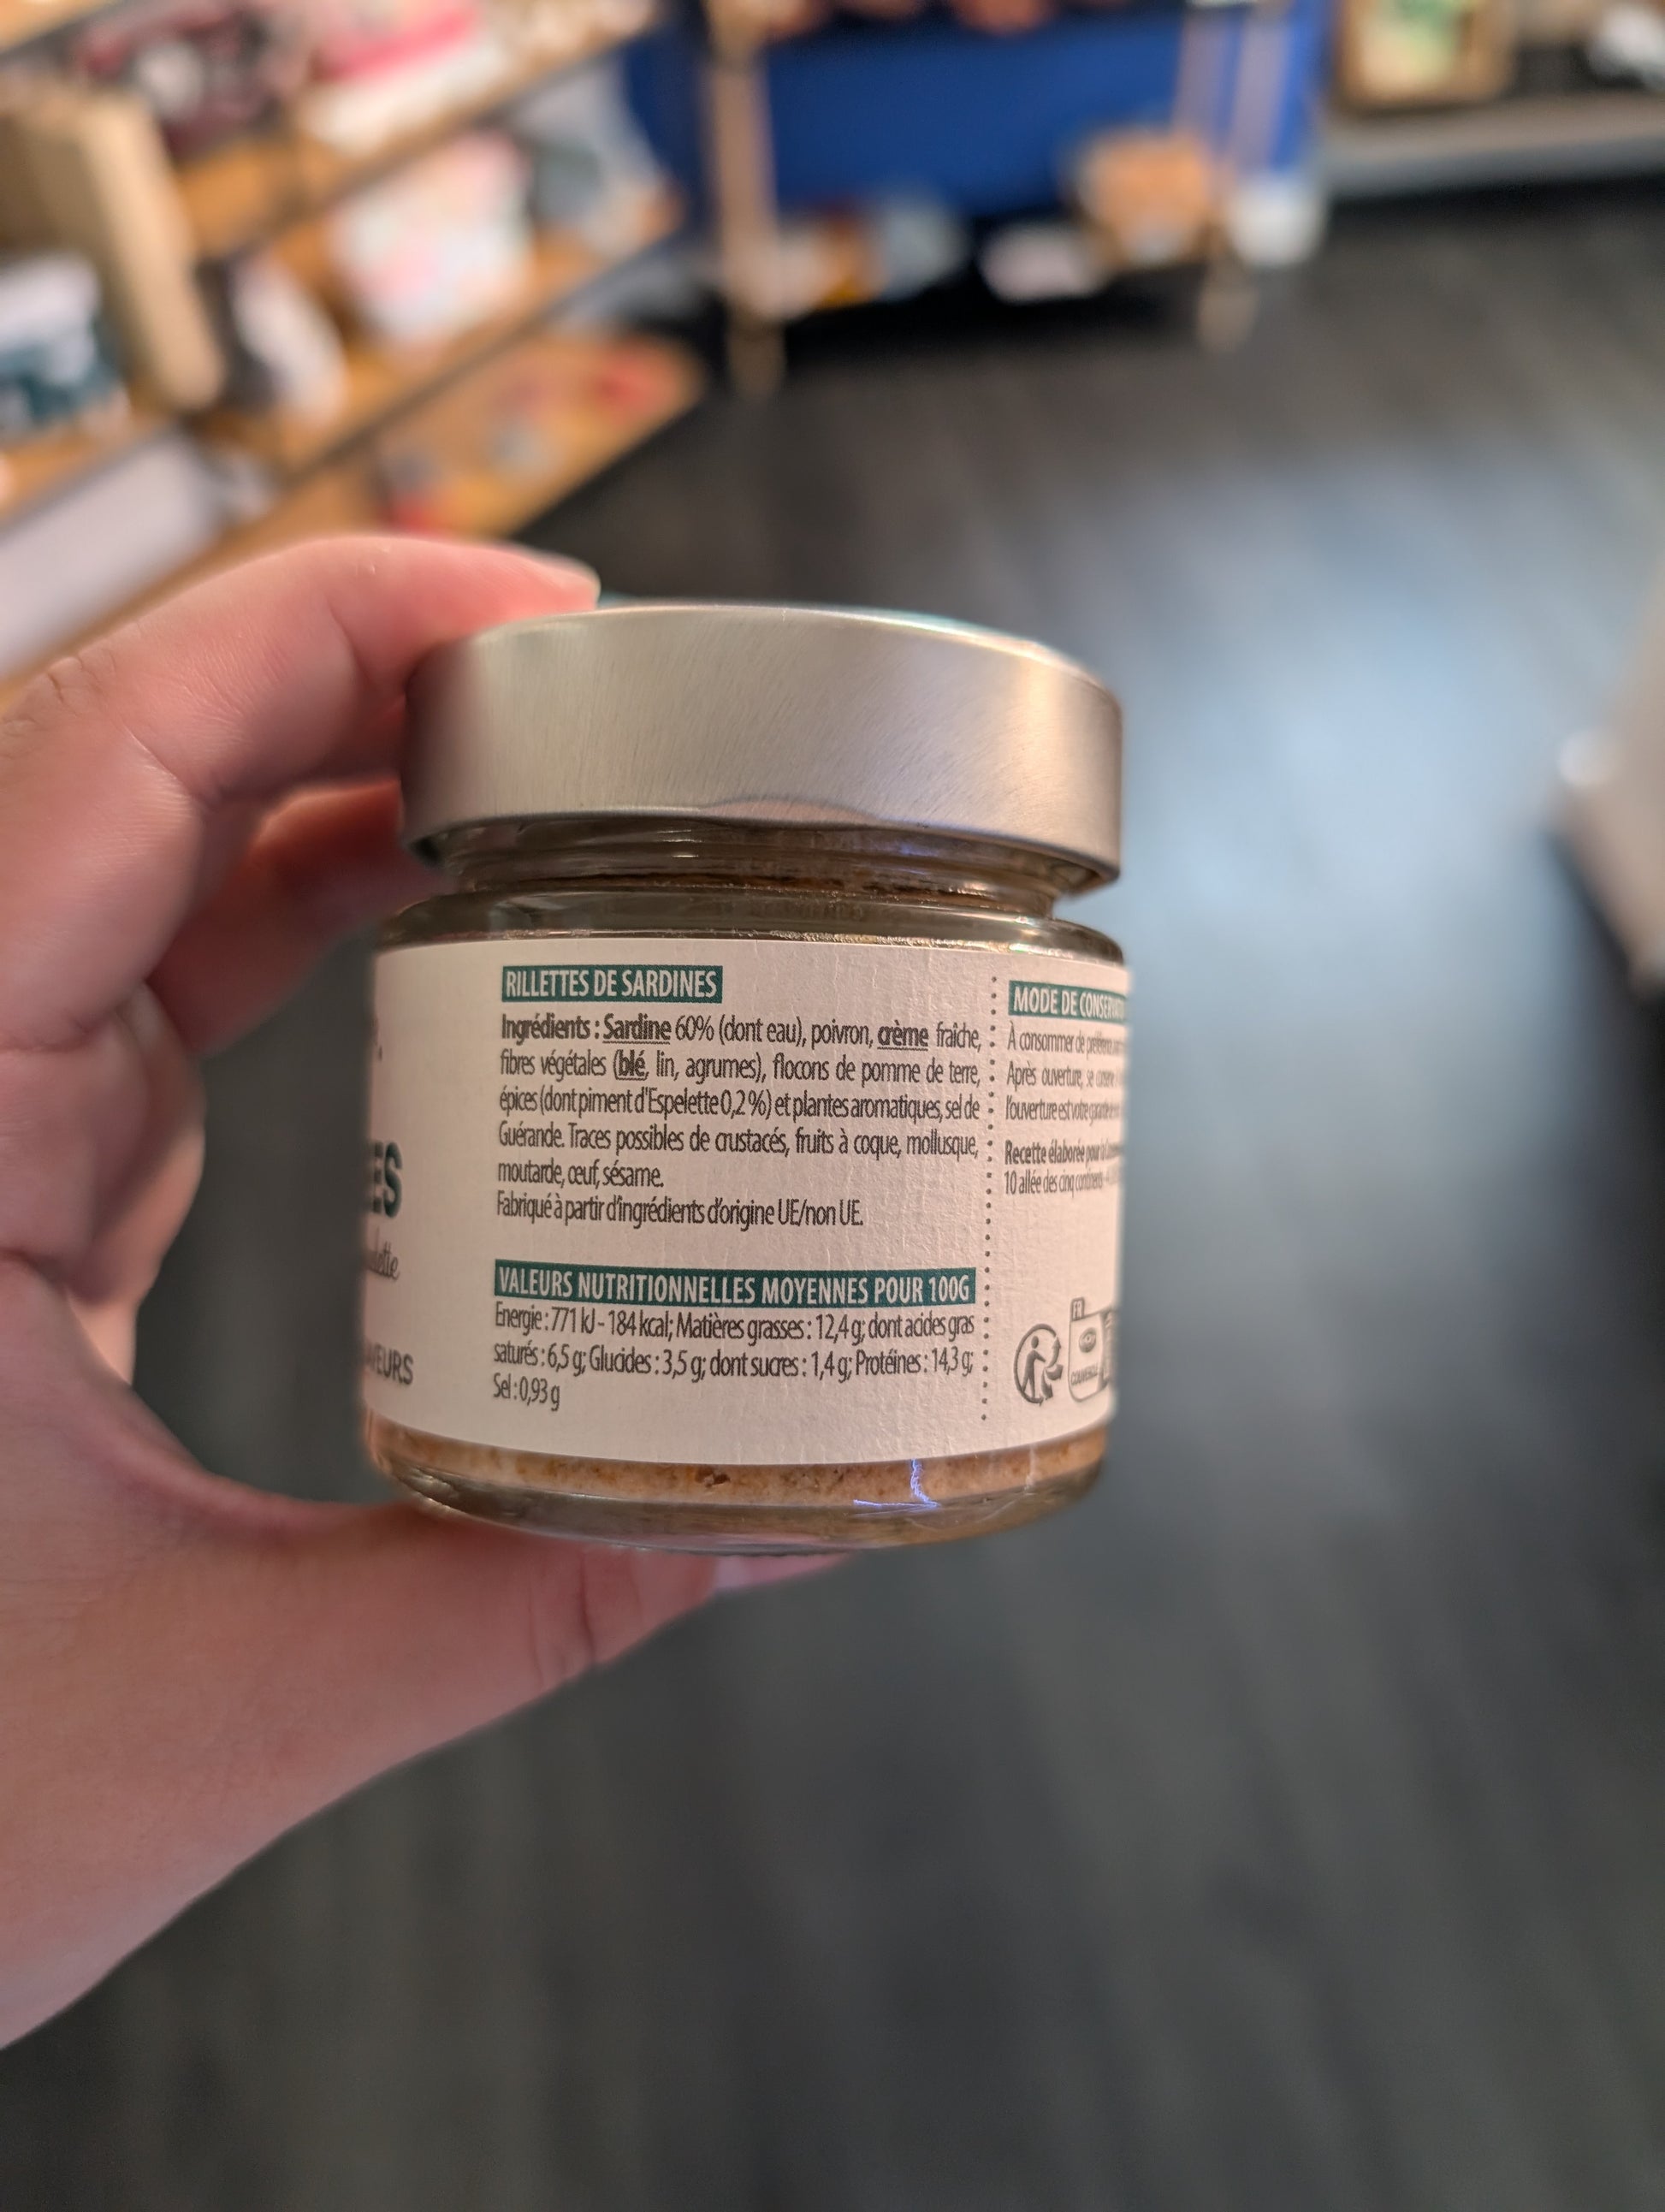 ES
AVEURS
RILLETTES DE SARDINES
Ingrédients : Sardine 60% (dont eau), poivron, crème fraîche,
fibres végétales (blé, lin, agrumes), flocons de pomme de terre,
épices (dont piment d'Espelette 0,2 %) et plantes aromatiques, sel de
Guérande. Traces possibles de crustacés, fruits à coque, mollusque,
moutarde, œuf, sésame.
Fabriqué à partir d'ingrédients d'origine UE/non UE.
VALEURS NUTRITIONNELLES MOYENNES POUR 100G
Energie : 771 kJ - 184 kcal; Matières grasses : 12,4 g; dont acides gras
saturés : 6,5 g; Glucides : 3,5 g; dont sucres : 1,4 g; Protéines : 14,3 g;
Sel : 0,93 g
MODE DE CONSERVATI
À consommer de préférence
Après ouverture, se conserve
l'ouverture est votre garantie
Recette élaborée pour la
10 allée des cinq continents
FR